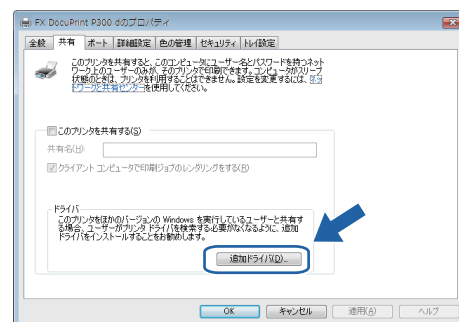 FX DocuPrint P300 dのプロパティ
全般 共有 ポート 詳細設定 色の管理 セキュリティ トレイ設定
このプリンタを共有すると、このコンピュータにユーザー名とパスワードを持つネット
ワーク上のユーザーのみが、そのプリンタで印刷できます。コンピュータがスリープ
状態のときは、プリンタを利用することはできません。設定を変更するには、ネッ
トワークと共有センターを使用してください。
このプリンタを共有する(S)
共有名(H):
クライアント コンピュータで印刷ジョブのレンダリングをする(R)
ドライバ
このプリンタをほかのバージョンの Windows を実行しているユーザーと共有す
る場合、ユーザーがプリンタ ドライバを検索する必要がなくなるように、追加
ドライバをインストールすることをお勧めします。
追加ドライバ(D)...
OK キャンセル 適用(A) ヘルプ